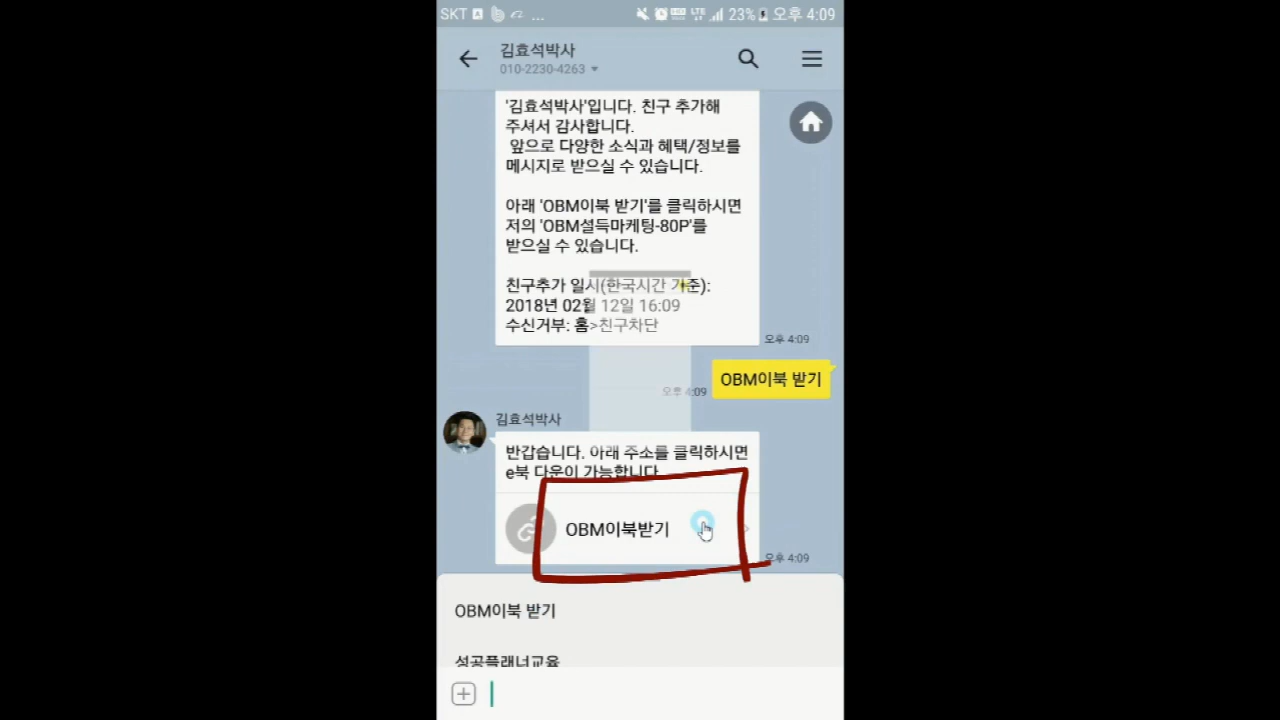 SKT
...
LTE
23%
오후 4:09
김효석박사
010-2230-4263
'김효석박사'입니다. 친구 추가해
주셔서 감사합니다.
앞으로 다양한 소식과 혜택/정보를
메시지로 받으실 수 있습니다.
아래 'OBM이북 받기'를 클릭하시면
저의 'OBM설득마케팅-80P'를
받으실 수 있습니다.
친구추가 일시(한국시간 기준):
2018년 02월 12일 16:09
수신거부: 홈>친구차단
오후 4:09
OBM이북 받기
오후 4:09
김효석박사
반갑습니다. 아래 주소를 클릭하시면
e북 다운이 가능합니다
OBM이북받기
오후 4:09
OBM이북 받기
성공플래너교육